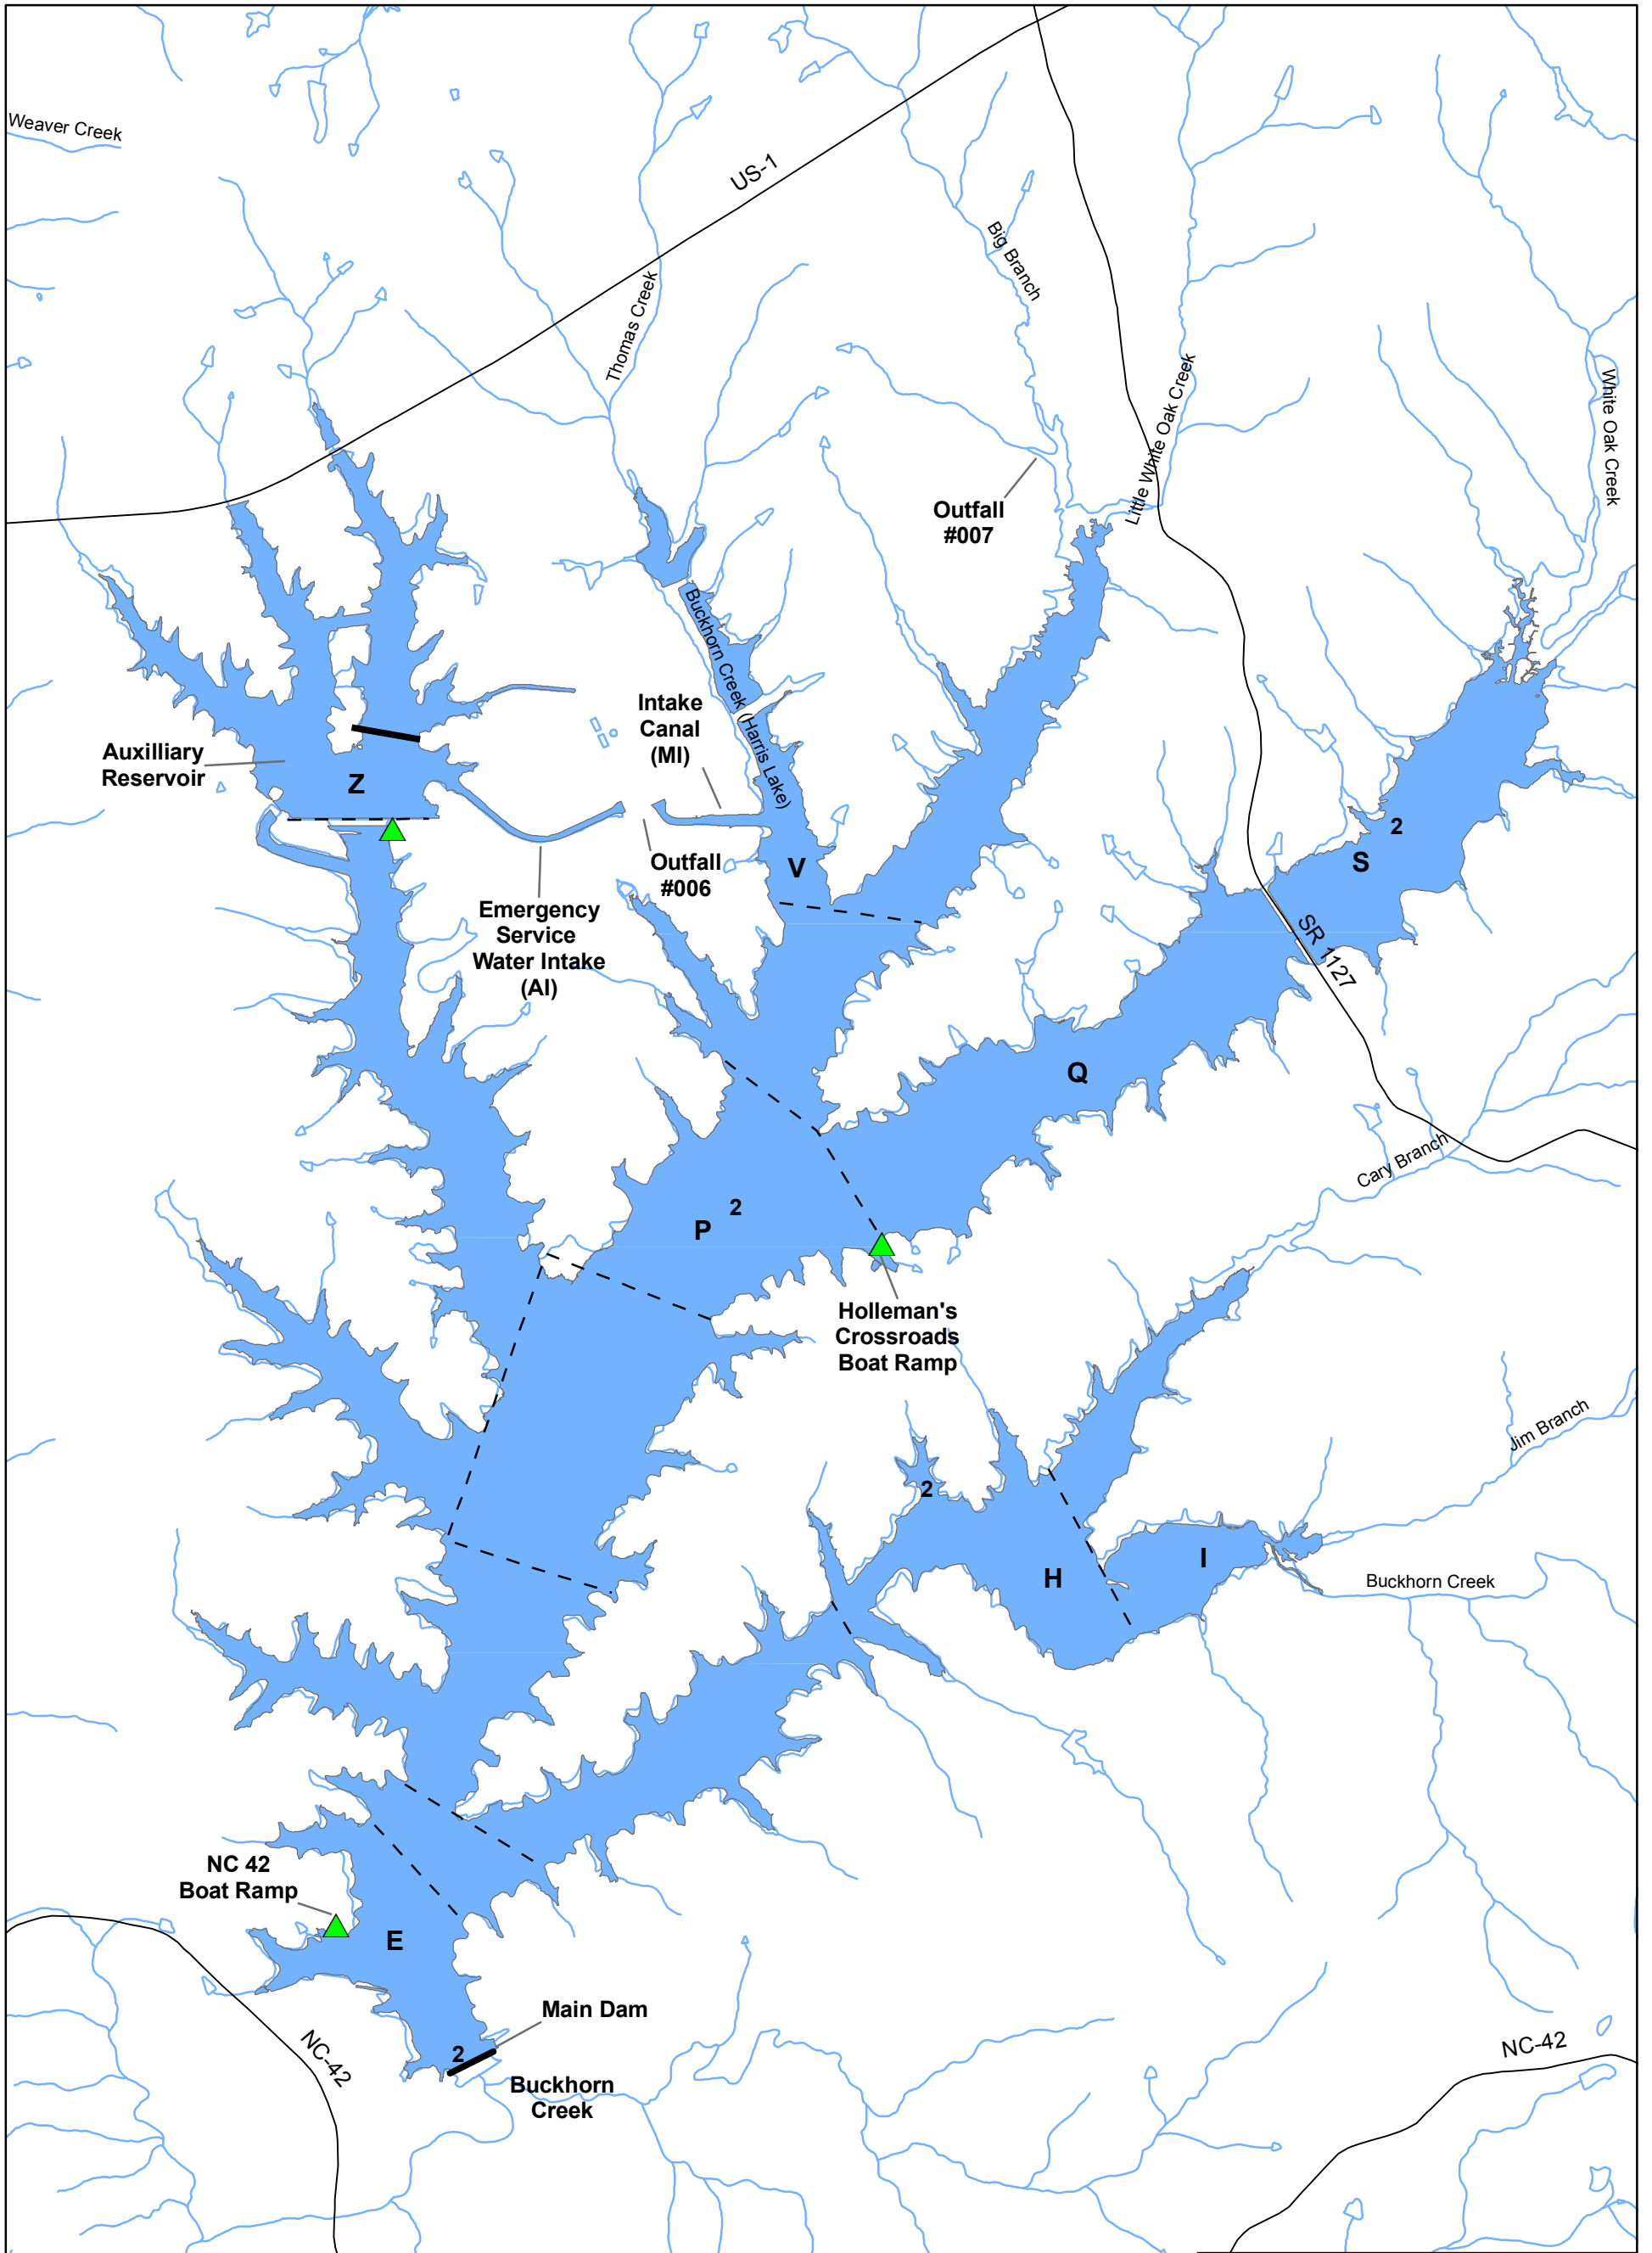 Weaver Creek
US-1
Big Branch
Thomas Creek
Little White Oak Creek
White Oak Creek
Outfall
#007
Buckhorn Creek (Harris Lake)
Intake
Canal
(MI)
Auxilliary
Reservoir
Z
2
S
Outfall
#006
V
Emergency
Service
Water Intake
(AI)
SR 1127
Q
Cary Branch
2
P
Holleman's
Crossroads
Boat Ramp
Jim Branch
2
H
I
Buckhorn Creek
NC 42
Boat Ramp
E
Main Dam
2
NC-42
NC-42
Buckhorn
Creek